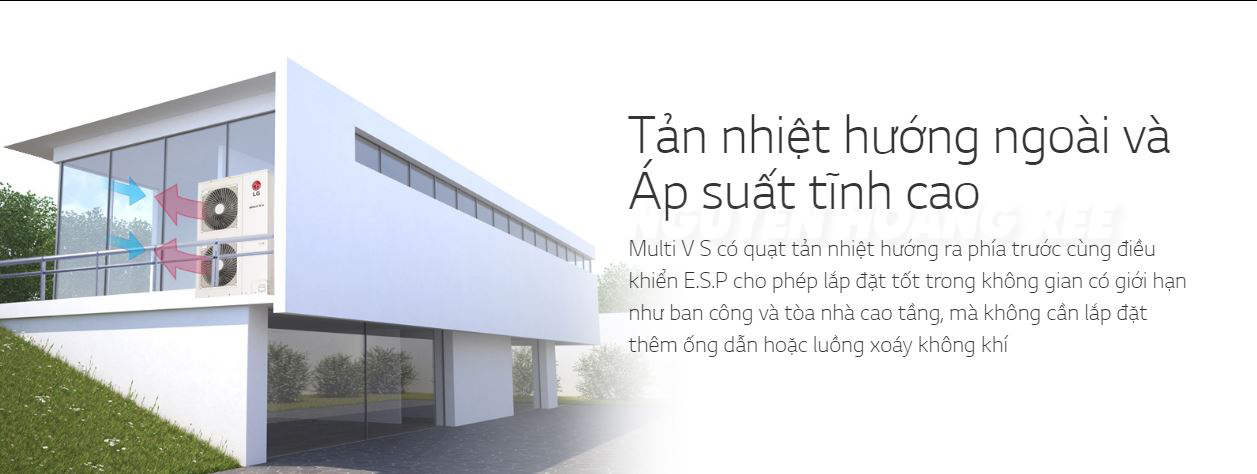 Tản nhiệt hướng ngoài và
Áp suất tĩnh cao
NGUYEN HOANG REE
Multi V S có quạt tản nhiệt hướng ra phía trước cùng điều
khiển E.S.P cho phép lắp đặt tốt trong không gian có giới hạn
như ban công và tòa nhà cao tầng, mà không cần lắp đặt
thêm ống dẫn hoặc luồng xoáy không khí
LG